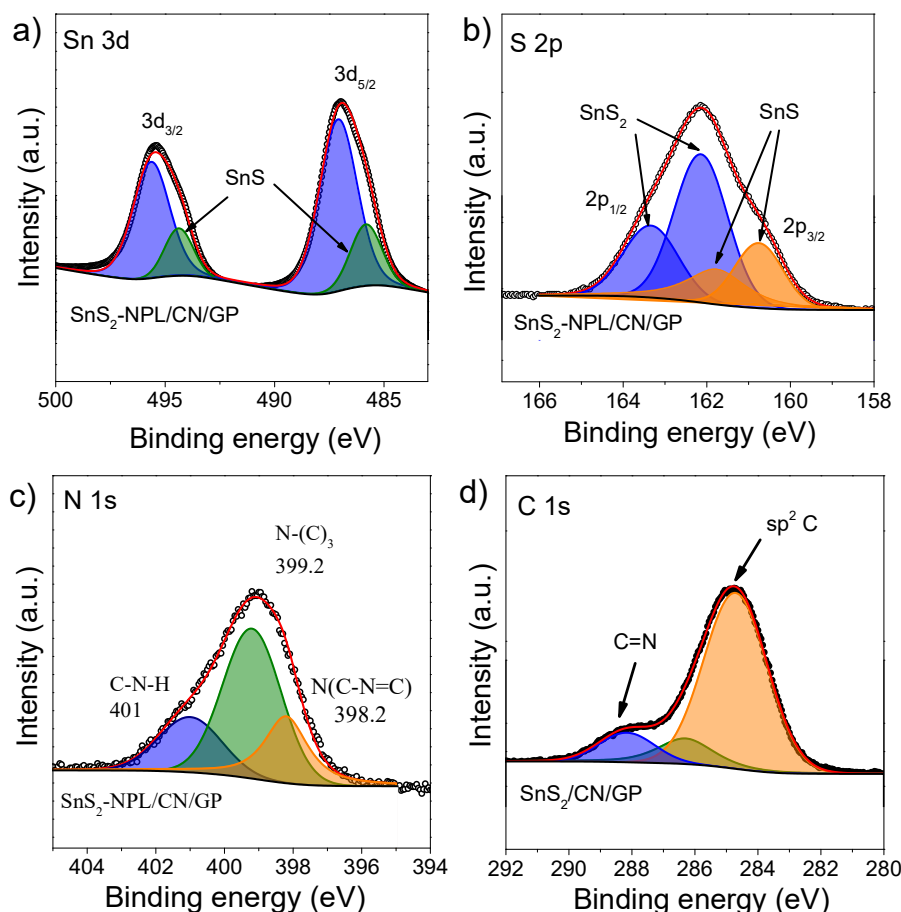 a)
Sn 3d
3d₃/₂
3d₅/₂
SnS
SnS₂-NPL/CN/GP
Intensity (a.u.)
500 495 490 485
Binding energy (eV)
b)
S 2p
SnS₂
SnS
2p₁/₂
2p₃/₂
SnS₂-NPL/CN/GP
Intensity (a.u.)
166 164 162 160 158
Binding energy (eV)
c)
N 1s
N-(C)₃
399.2
C-N-H
401
N(C-N=C)
398.2
SnS₂-NPL/CN/GP
Intensity (a.u.)
404 402 400 398 396 394
Binding energy (eV)
d)
C 1s
sp² C
C=N
SnS₂/CN/GP
Intensity (a.u.)
292 290 288 286 284 282 280
Binding energy (eV)